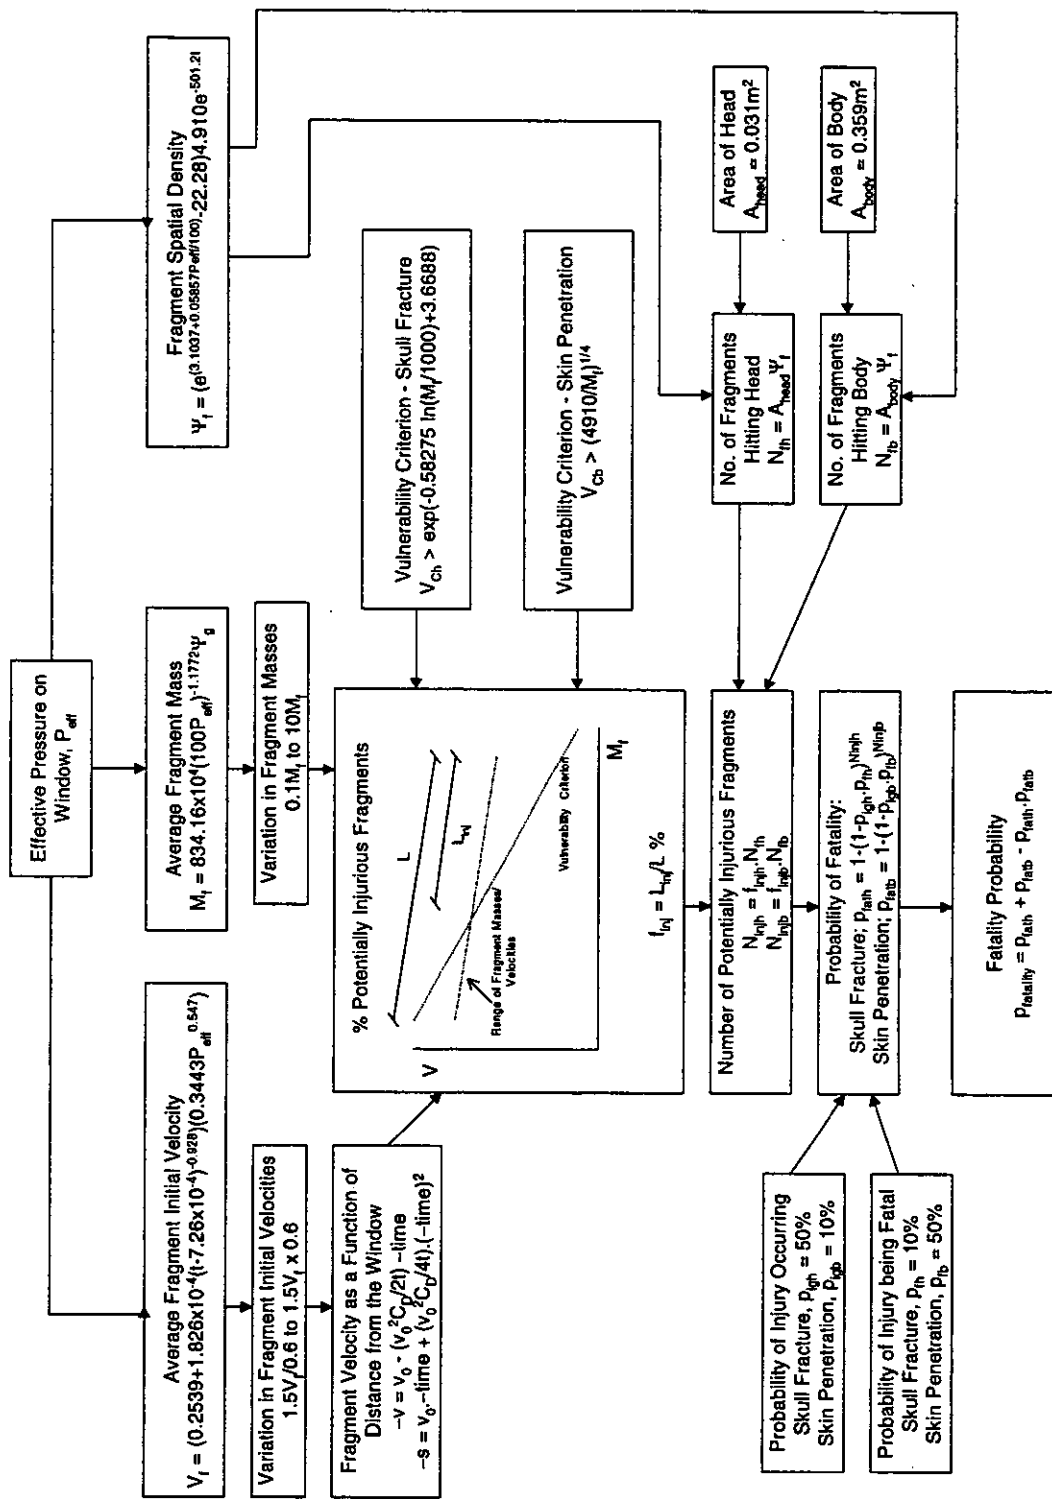 Effective Pressure on
Window, P_eff
Average Fragment Initial Velocity
V_f = (0.2539+1.826x10^-4(t-7.26x10^-4)^-0.928)(0.3443P_eff^0.547)
Average Fragment Mass
M_f = 834.16x10^4(100P_eff)^-1.1772Ψ_g
Fragment Spatial Density
Ψ_f = (e^(3.1037+0.05857Peff/100)-22.28)4.910e^-501.2t
Variation in Fragment Initial Velocities
1.5V_f/0.6 to 1.5V_f x 0.6
Variation in Fragment Masses
0.1M_f to 10M_f
Fragment Velocity as a Function of
Distance from the Window
~v = v_0 - (v_0^2C_D/2t) ~time
~s = v_0.~time + (v_0^2C_D/4t).(~time)^2
% Potentially Injurious Fragments
V
L
L_inj
Range of Fragment Masses/
Velocities
Vulnerability Criterion
M_f
f_inj = L_inj/L %
Vulnerability Criterion - Skull Fracture
V_Ch > exp(-0.58275 ln(M_f/1000)+3.6688)
Vulnerability Criterion - Skin Penetration
V_Cb > (4910/M_f)^1/4
No. of Fragments
Hitting Head
N_fh = A_head Ψ_f
Area of Head
A_head = 0.031m²
No. of Fragments
Hitting Body
N_fb = A_body Ψ_f
Area of Body
A_body = 0.359m²
Number of Potentially Injurious Fragments
N_injh = f_injh.N_fh
N_injb = f_injb.N_fb
Probability of Injury Occurring
Skull Fracture, p_igh = 50%
Skin Penetration, p_igb = 10%
Probability of Injury being Fatal
Skull Fracture, p_fh = 10%
Skin Penetration, p_fb = 50%
Probability of Fatality:
Skull Fracture; p_fath = 1-(1-p_igh.p_fh)^Ninjh
Skin Penetration; p_fatb = 1-(1-p_igb.p_fb)^Ninjb
Fatality Probability
p_fatality = p_fath + p_fatb - p_fath.p_fatb